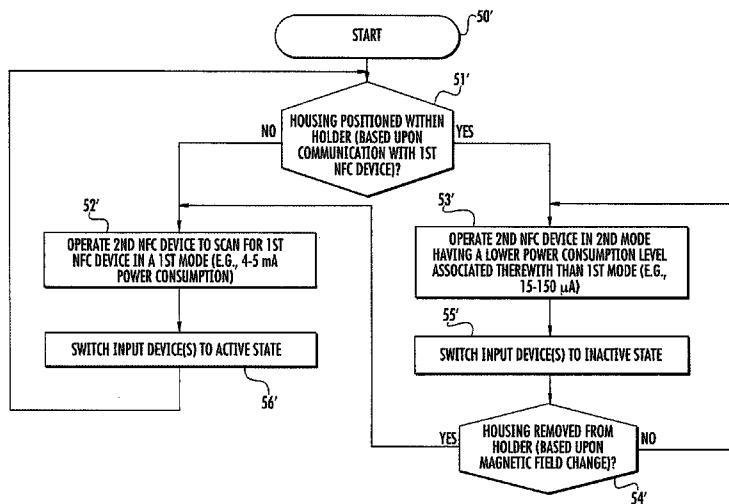 START
50'
51'
HOUSING POSITIONED WITHIN
HOLDER (BASED UPON
COMMUNICATION WITH 1ST
NFC DEVICE)?
NO
YES
52'
OPERATE 2ND NFC DEVICE TO SCAN FOR 1ST
NFC DEVICE IN A 1ST MODE (E.G., 4-5 mA
POWER CONSUMPTION)
53'
OPERATE 2ND NFC DEVICE IN 2ND MODE
HAVING A LOWER POWER CONSUMPTION LEVEL
ASSOCIATED THEREWITH THAN 1ST MODE (E.G.,
15-150 μA)
SWITCH INPUT DEVICE(S) TO ACTIVE STATE
56'
55'
SWITCH INPUT DEVICE(S) TO INACTIVE STATE
YES
HOUSING REMOVED FROM
HOLDER (BASED UPON
MAGNETIC FIELD CHANGE)?
NO
54'